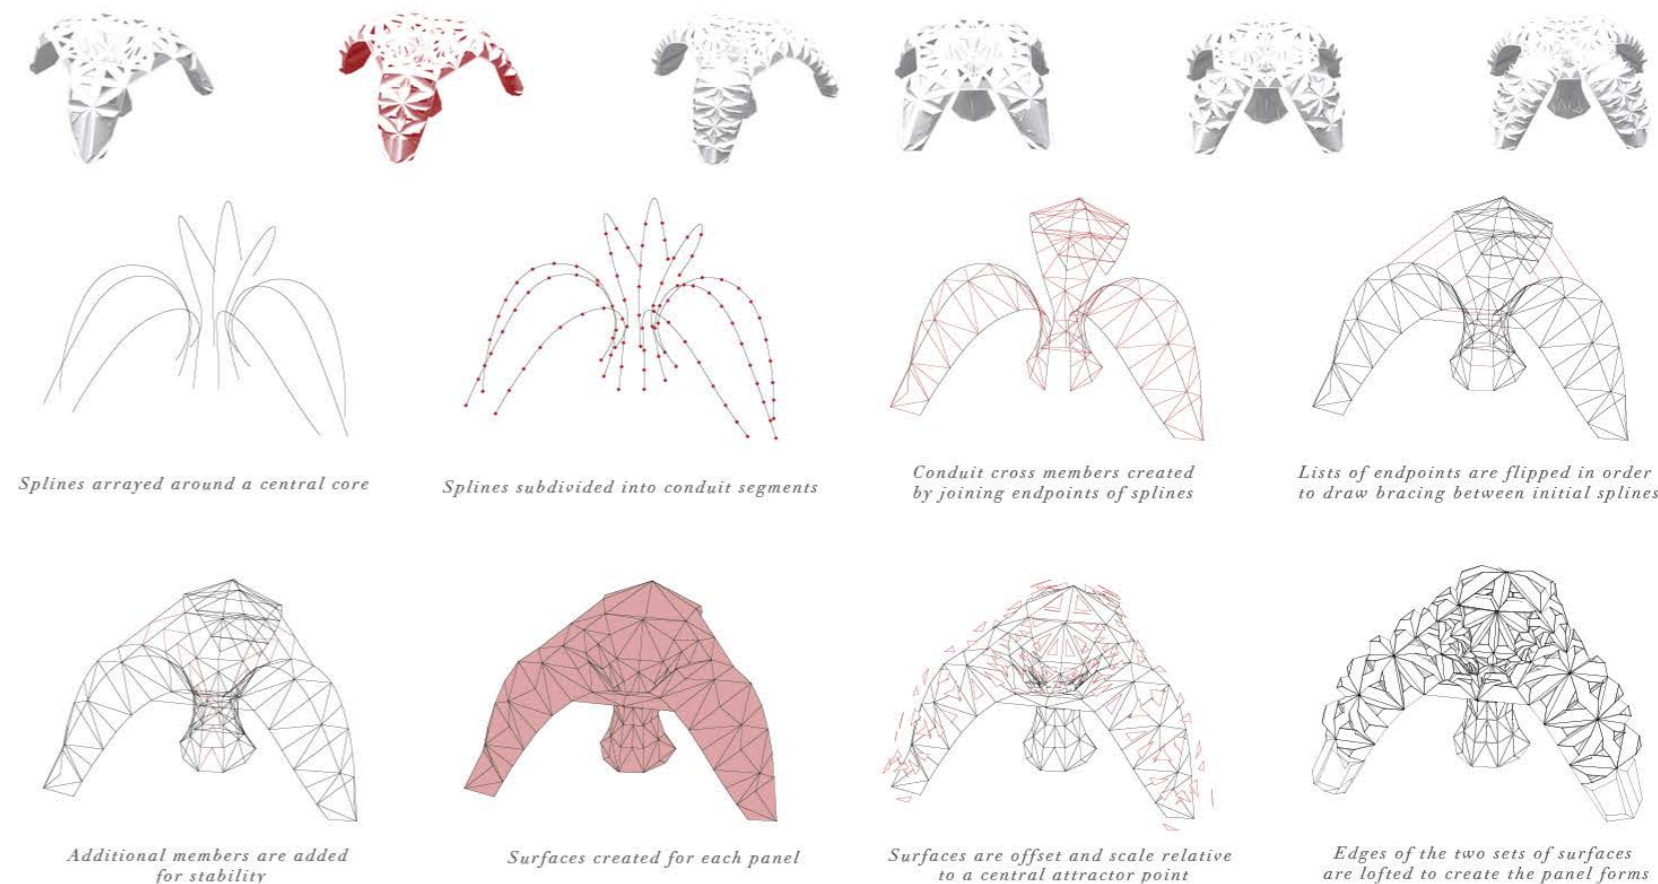 Splines arrayed around a central core
Splines subdivided into conduit segments
Conduit cross members created
by joining endpoints of splines
Lists of endpoints are flipped in order
to draw bracing between initial splines
Additional members are added
for stability
Surfaces created for each panel
Surfaces are offset and scale relative
to a central attractor point
Edges of the two sets of surfaces
are lofted to create the panel forms